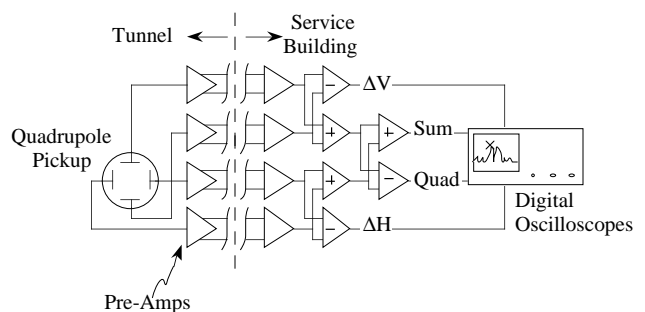 Tunnel
Service
Building
− ΔV
Quadrupole
Pickup
+ + Sum
+ − Quad
− ΔH
Digital
Oscilloscopes
Pre-Amps